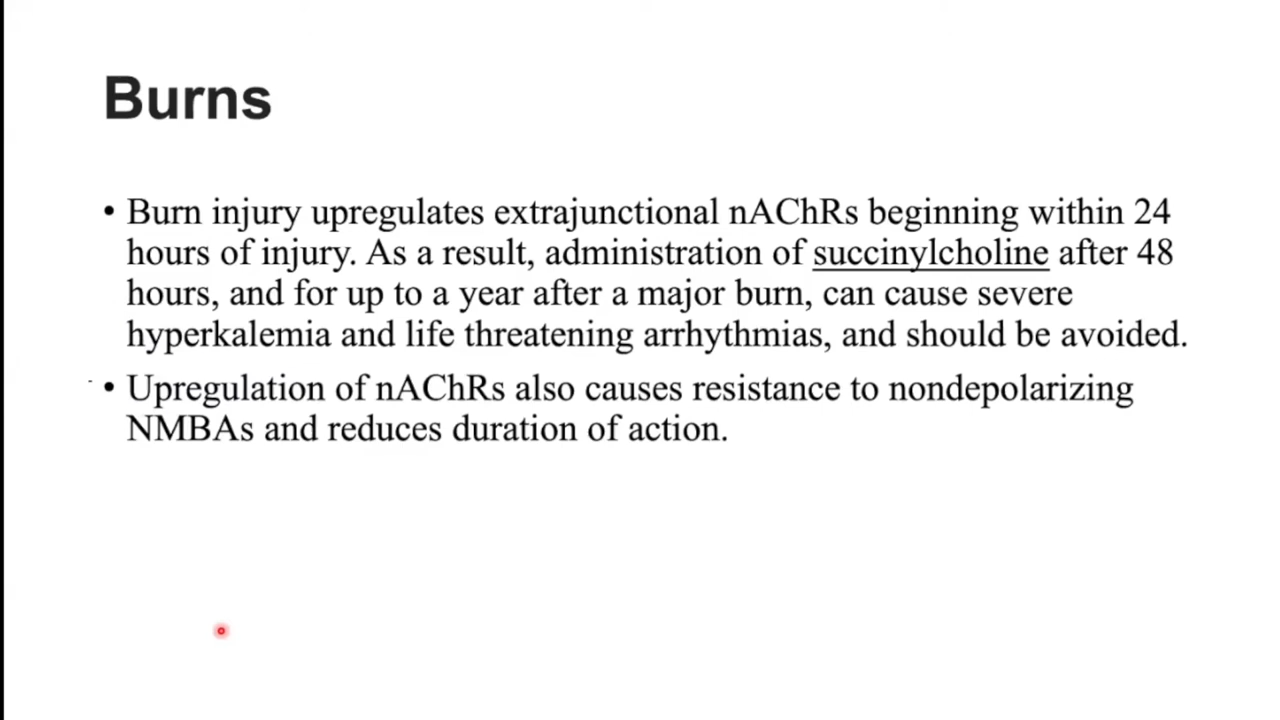 Burns
• Burn injury upregulates extrajunctional nAChRs beginning within 24
hours of injury. As a result, administration of succinylcholine after 48
hours, and for up to a year after a major burn, can cause severe
hyperkalemia and life threatening arrhythmias, and should be avoided.
• Upregulation of nAChRs also causes resistance to nondepolarizing
NMBAs and reduces duration of action.